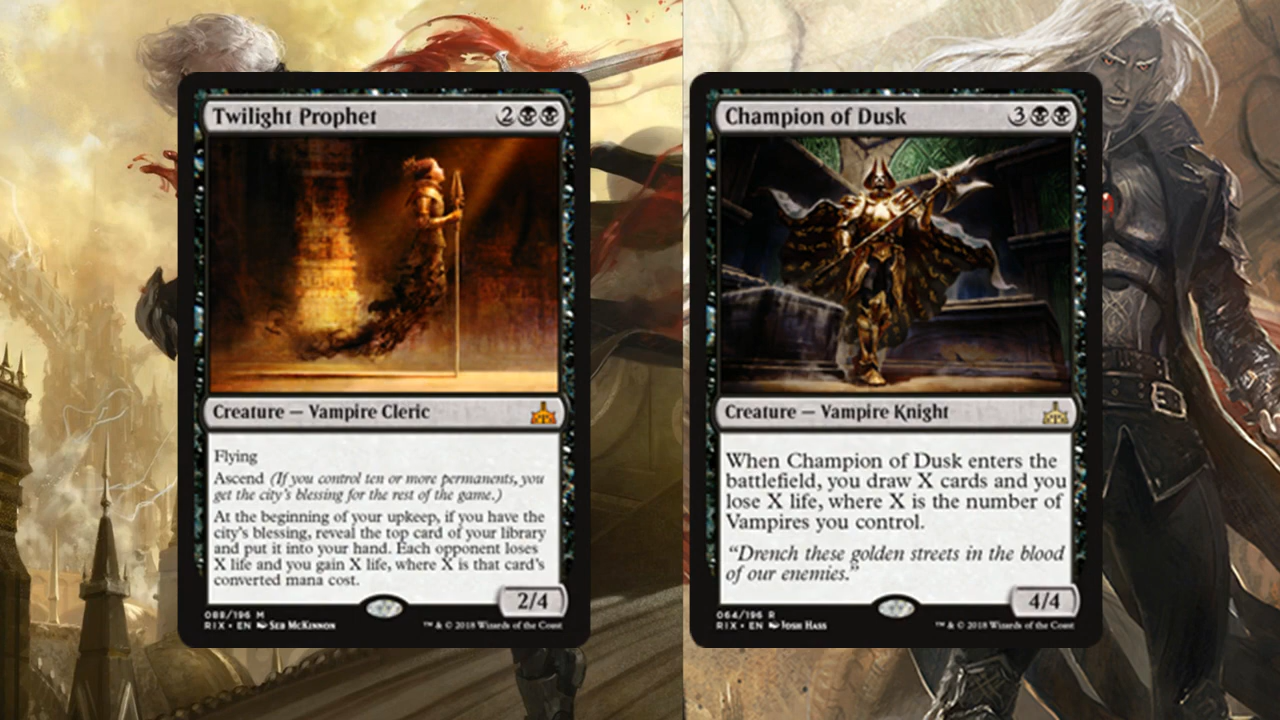 Twilight Prophet 2
Creature — Vampire Cleric
Flying
Ascend (If you control ten or more permanents, you
get the city's blessing for the rest of the game.)
At the beginning of your upkeep, if you have the
city's blessing, reveal the top card of your library
and put it into your hand. Each opponent loses
X life and you gain X life, where X is that card's
converted mana cost.
2/4
088/196 M
RIX • EN Seb McKinnon
™ & © 2018 Wizards of the Coast
Champion of Dusk 3
Creature — Vampire Knight
When Champion of Dusk enters the
battlefield, you draw X cards and you
lose X life, where X is the number of
Vampires you control.
“Drench these golden streets in the blood
of our enemies.”
4/4
064/196 R
RIX • EN Josh Hass
™ & © 2018 Wizards of the Coast